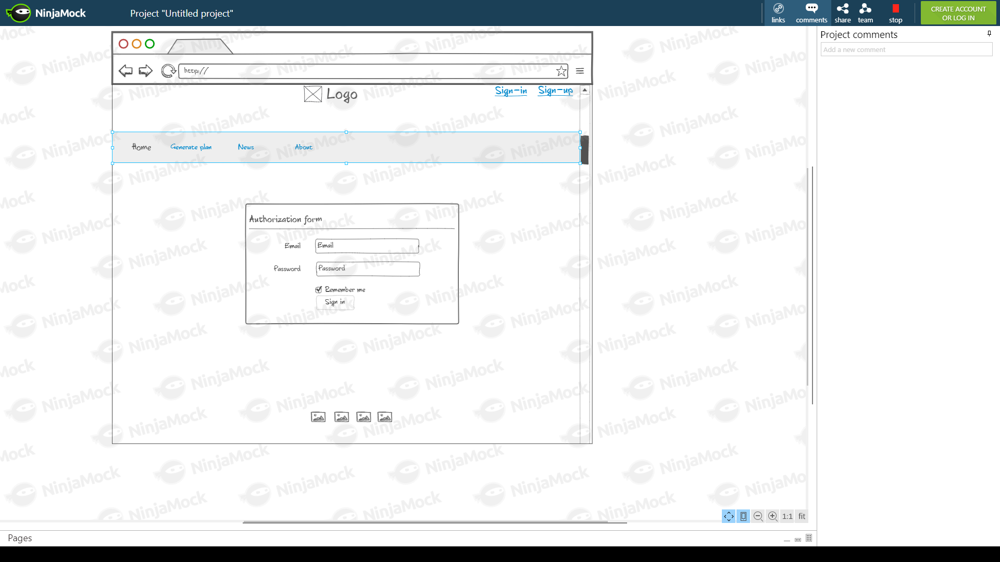 NinjaMock
Project "Untitled project"
links comments share team stop
CREATE ACCOUNT
OR LOG IN
Project comments
Add a new comment
http://
Logo
Sign-in Sign-up
Home Generate plan News About
Authorization form
Email Email
Password Password
Remember me
Sign in
1:1 fit
Pages